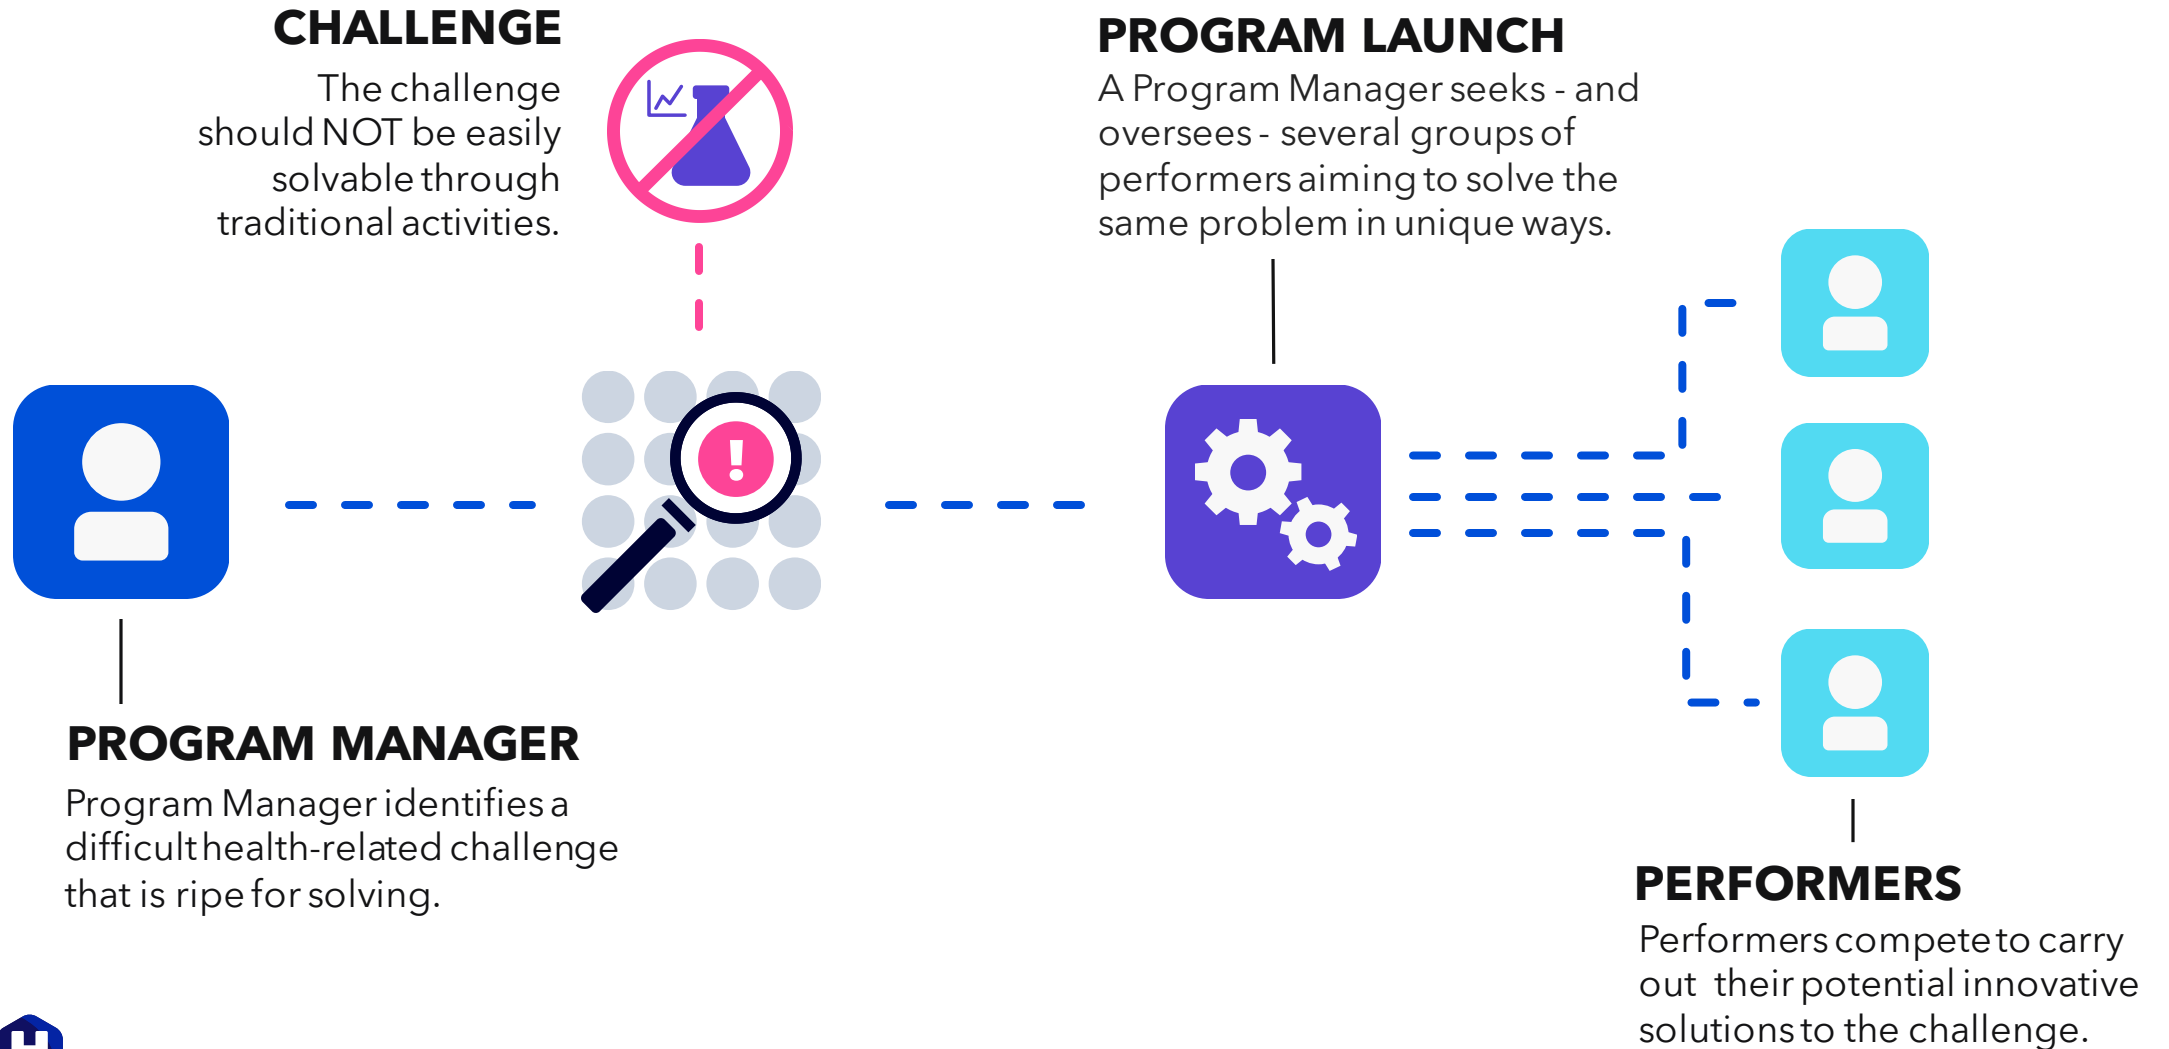 CHALLENGE
The challenge
should NOT be easily
solvable through
traditional activities.
PROGRAM LAUNCH
A Program Manager seeks - and
oversees - several groups of
performers aiming to solve the
same problem in unique ways.
!
PROGRAM MANAGER
Program Manager identifies a
difficult health-related challenge
that is ripe for solving.
PERFORMERS
Performers compete to carry
out their potential innovative
solutions to the challenge.